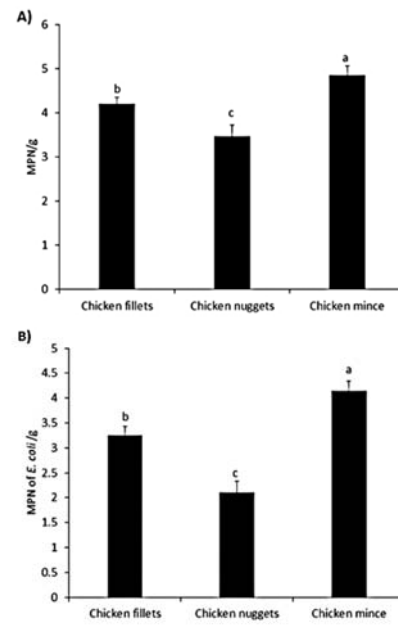 A)
MPN/g
6
5
4
3
2
1
0
b
c
a
Chicken fillets
Chicken nuggets
Chicken mince
B)
MPN of E. coli/g
5
4.5
4
3.5
3
2.5
2
1.5
1
0.5
0
b
c
a
Chicken fillets
Chicken nuggets
Chicken mince